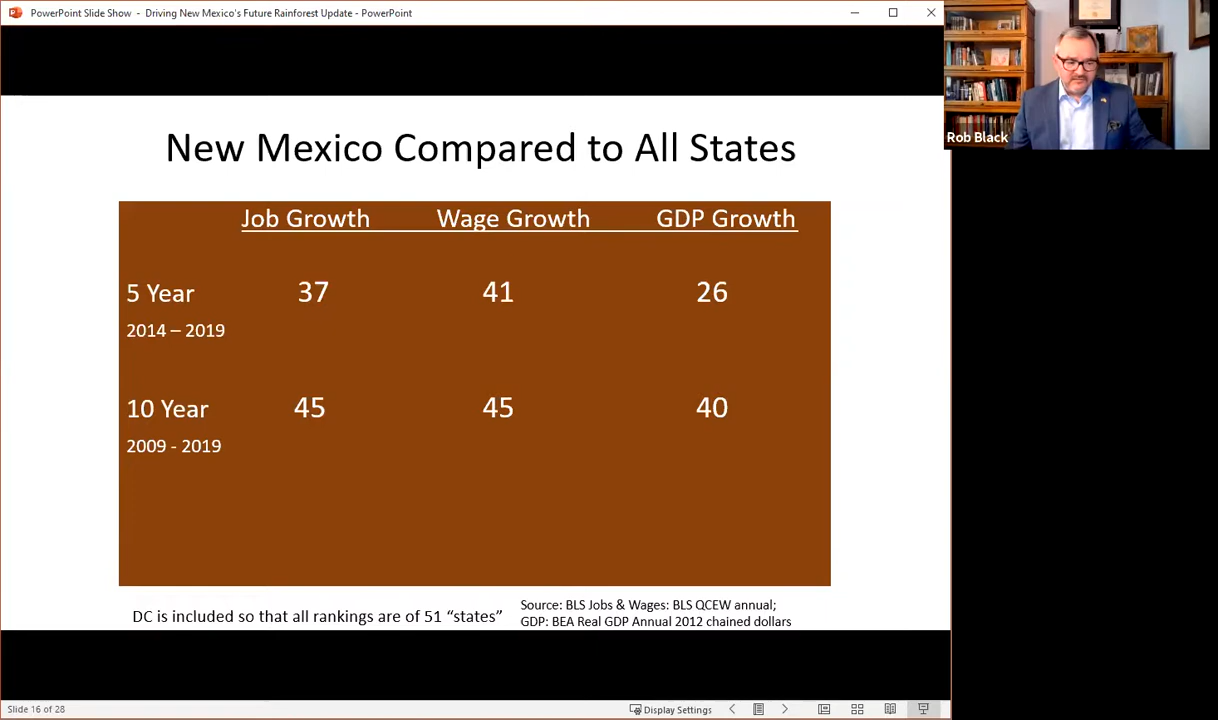 PowerPoint Slide Show - Driving New Mexico's Future Rainforest Update - PowerPoint
Rob Black
New Mexico Compared to All States
Job Growth Wage Growth GDP Growth
5 Year 37 41 26
2014 – 2019
10 Year 45 45 40
2009 - 2019
DC is included so that all rankings are of 51 “states”
Source: BLS Jobs & Wages: BLS QCEW annual;
GDP: BEA Real GDP Annual 2012 chained dollars
Slide 16 of 28
Display Settings